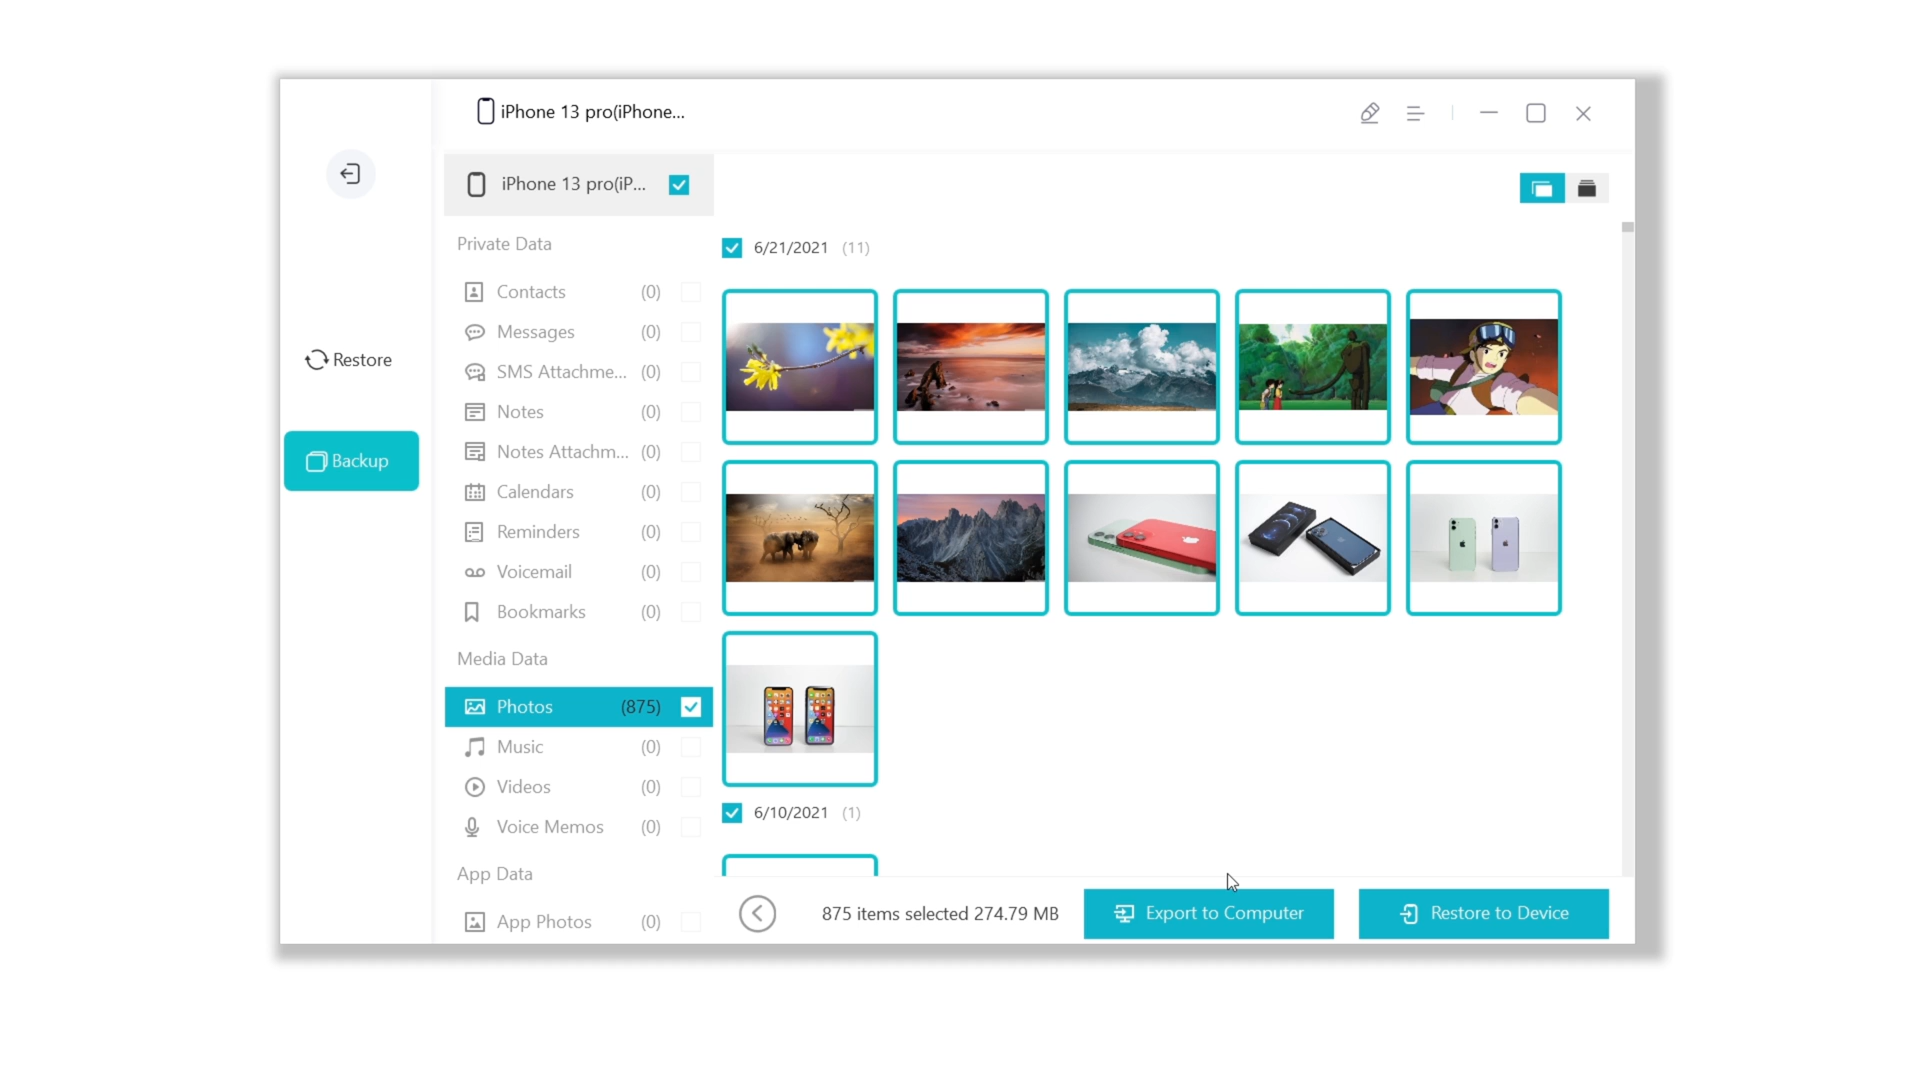 iPhone 13 pro(iPhone...
iPhone 13 pro(iP...
Restore
Backup
Private Data
Contacts (0)
Messages (0)
SMS Attachme... (0)
Notes (0)
Notes Attachm... (0)
Calendars (0)
Reminders (0)
Voicemail (0)
Bookmarks (0)
Media Data
Photos (875)
Music (0)
Videos (0)
Voice Memos (0)
App Data
App Photos (0)
6/21/2021 (11)
6/10/2021 (1)
875 items selected 274.79 MB
Export to Computer
Restore to Device